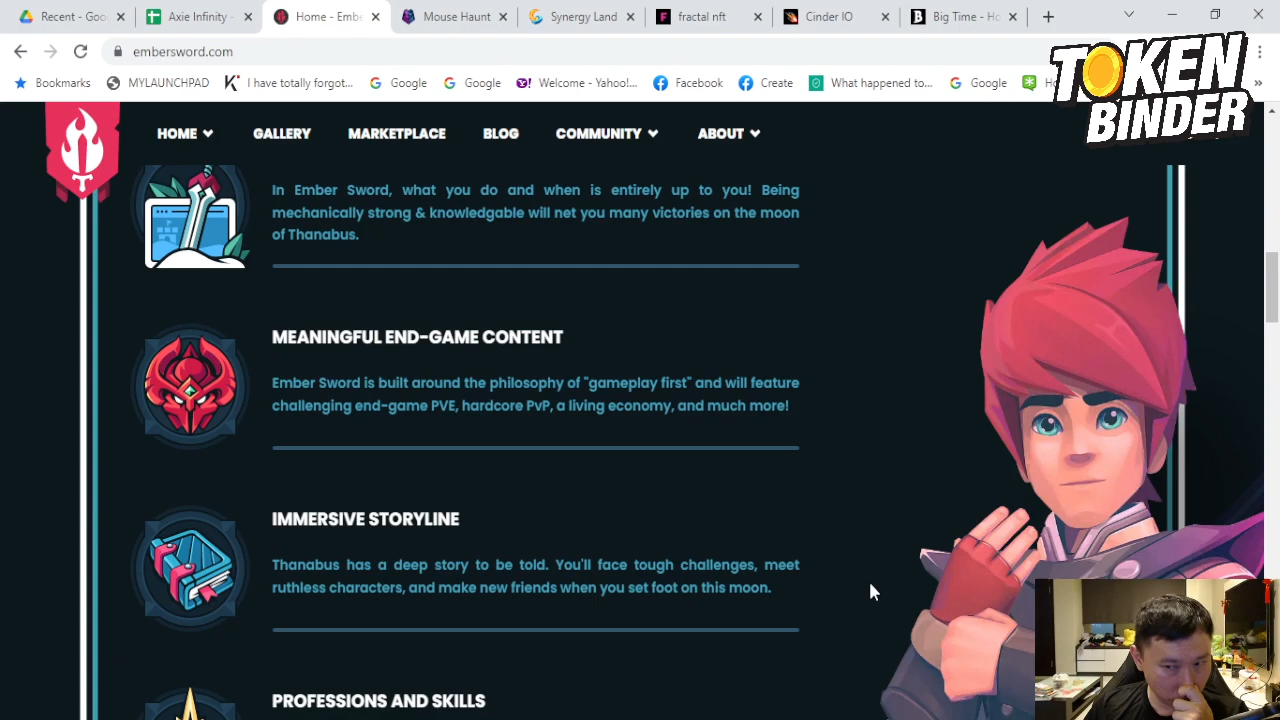 Recent - Goo
Axie Infinity -
Home - Embe
Mouse Haunt
Synergy Land
fractal nft
Cinder IO
Big Time - Ho
embersword.com
Bookmarks
MYLAUNCHPAD
I have totally forgot...
Google
Google
Welcome - Yahoo!...
Facebook
Create
What happened to...
Google
TOKEN
BINDER
HOME
GALLERY
MARKETPLACE
BLOG
COMMUNITY
ABOUT
In Ember Sword, what you do and when is entirely up to you! Being
mechanically strong & knowledgable will net you many victories on the moon
of Thanabus.
MEANINGFUL END-GAME CONTENT
Ember Sword is built around the philosophy of "gameplay first" and will feature
challenging end-game PVE, hardcore PvP, a living economy, and much more!
IMMERSIVE STORYLINE
Thanabus has a deep story to be told. You'll face tough challenges, meet
ruthless characters, and make new friends when you set foot on this moon.
PROFESSIONS AND SKILLS